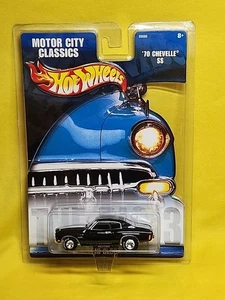 MOTOR CITY
CLASSICS
'70 CHEVELLE
SS
8+
Hot Wheels